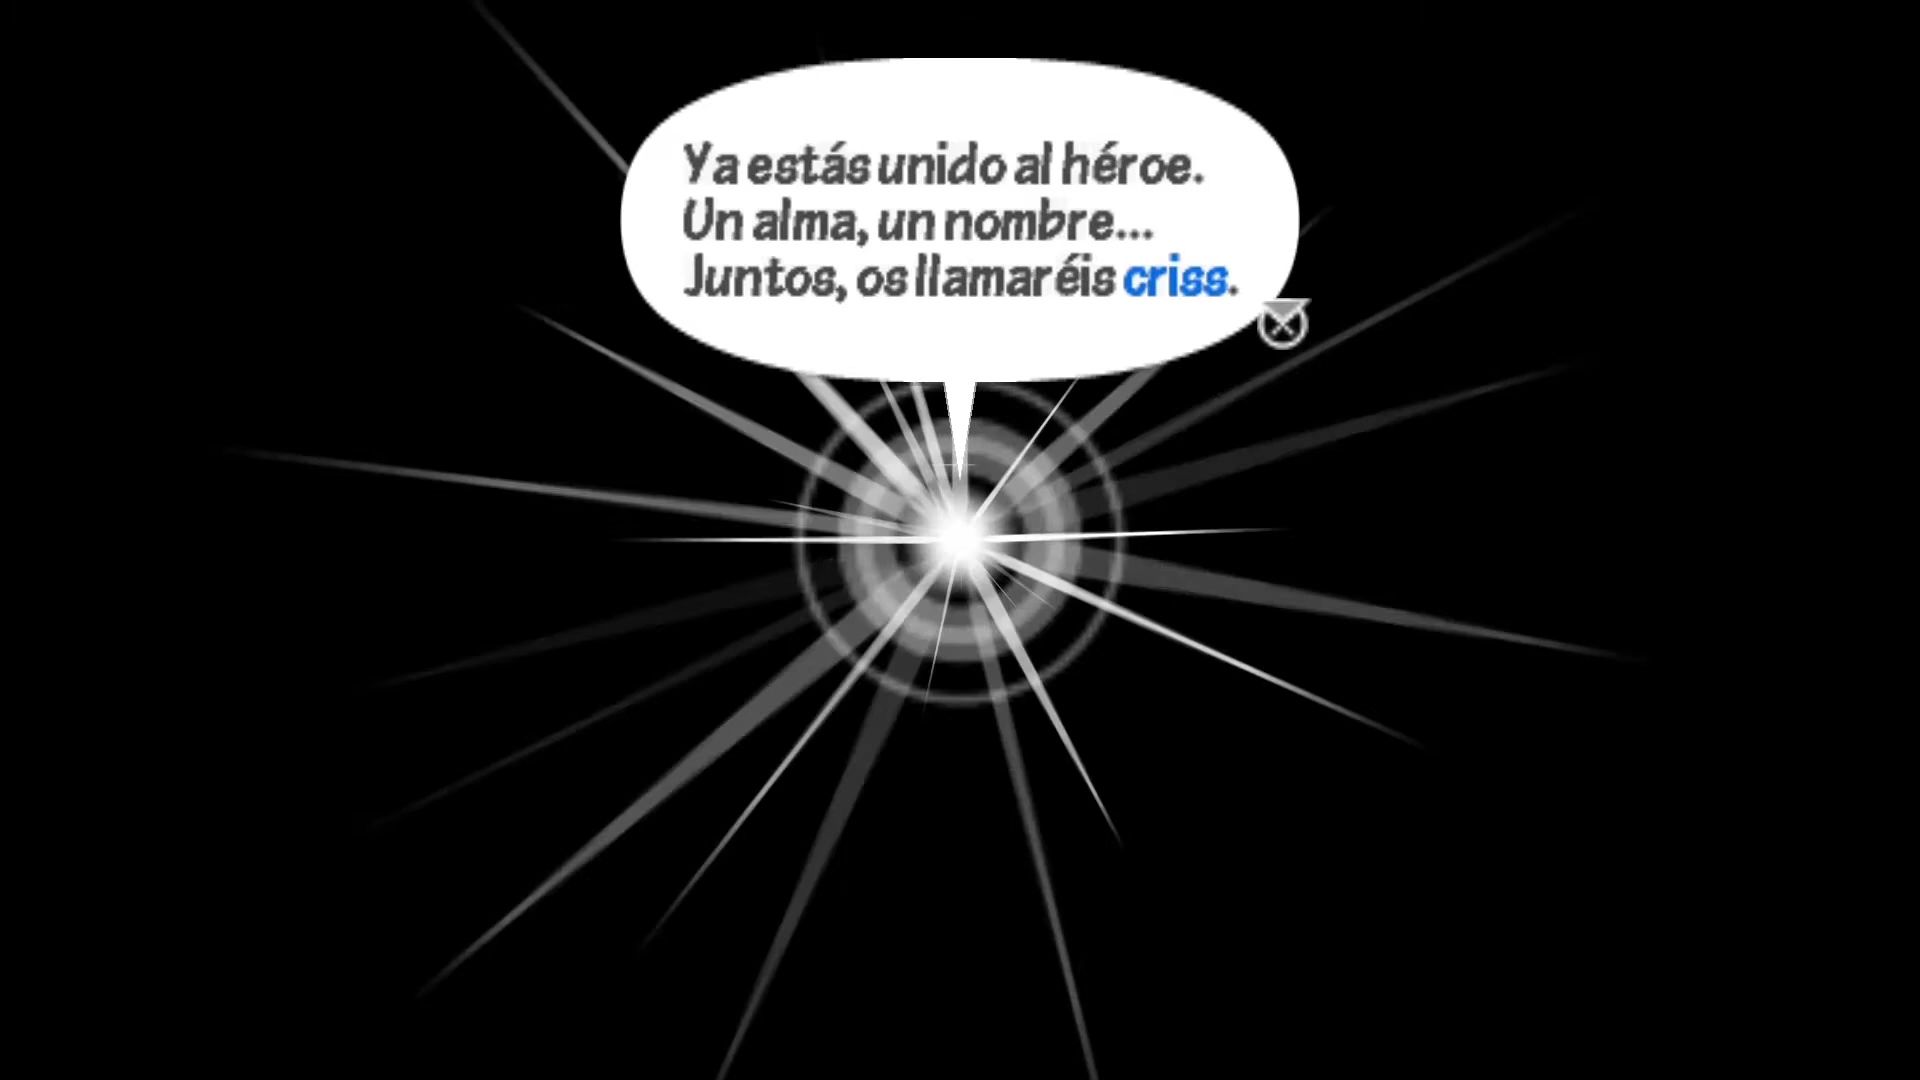 Ya estás unido al héroe.
Un alma, un nombre...
Juntos, os llamaréis criss.